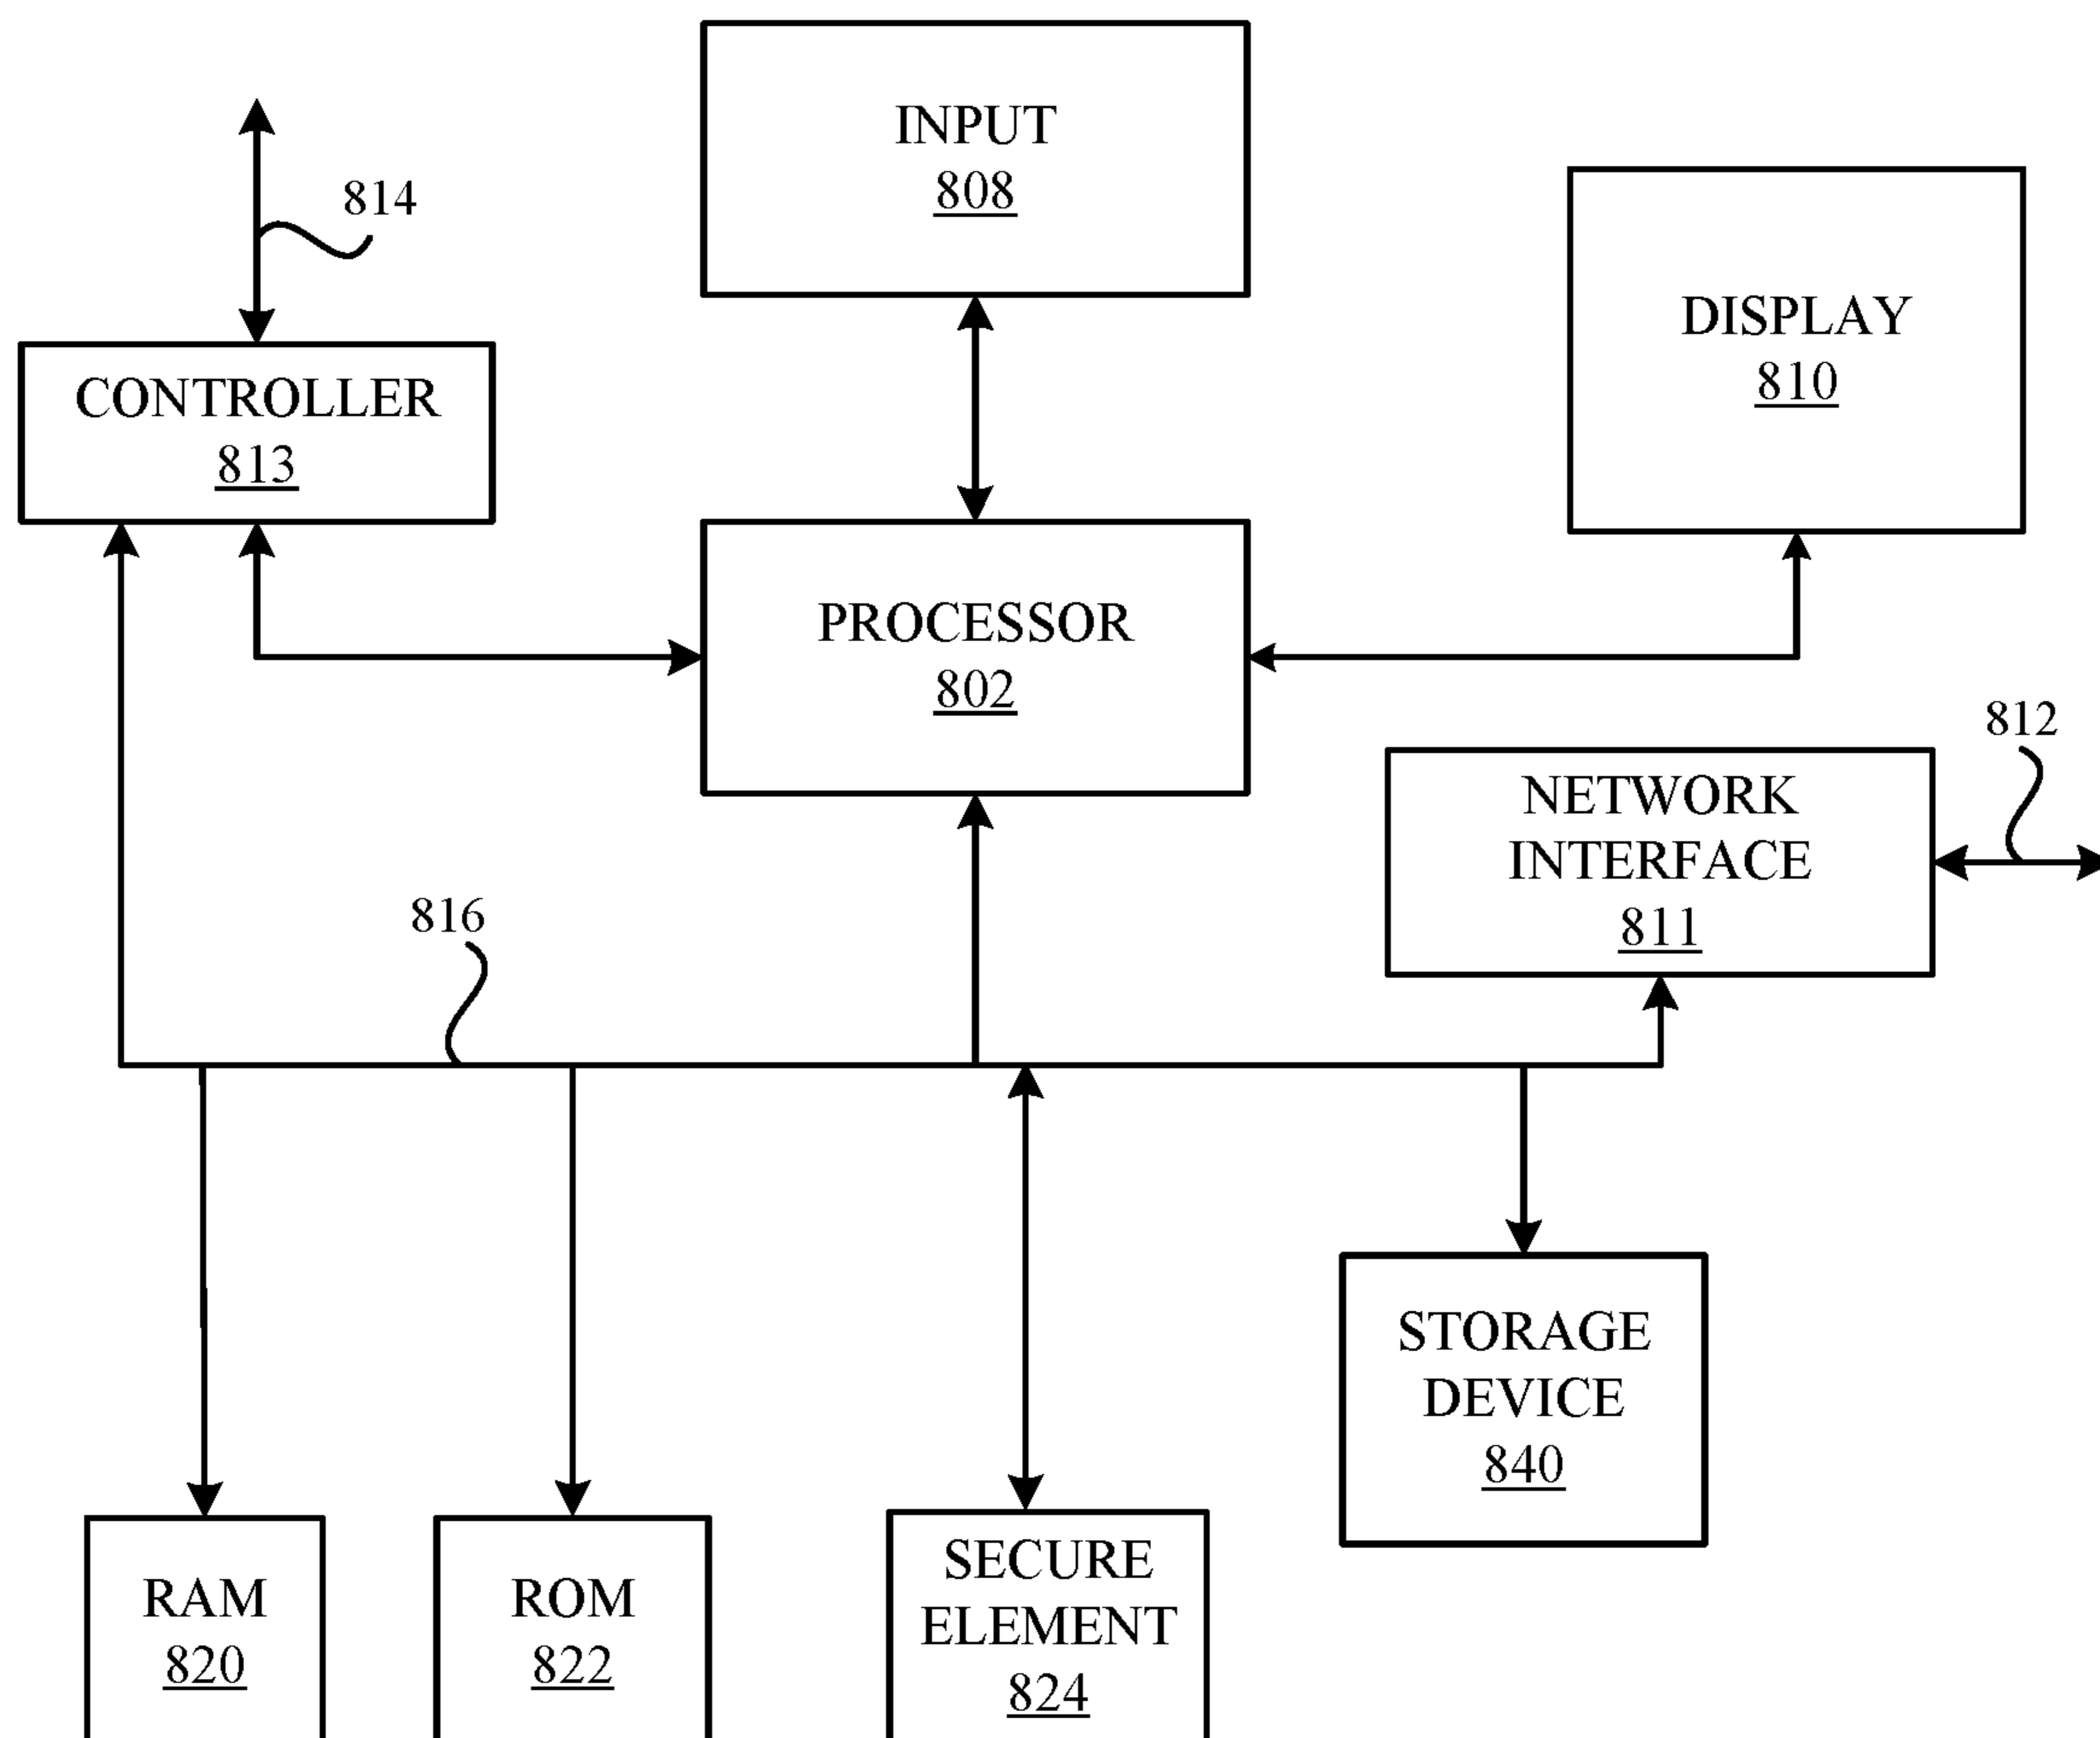 INPUT
808
814
DISPLAY
810
CONTROLLER
813
PROCESSOR
802
812
NETWORK
INTERFACE
811
816
STORAGE
DEVICE
840
RAM
820
ROM
822
SECURE
ELEMENT
824